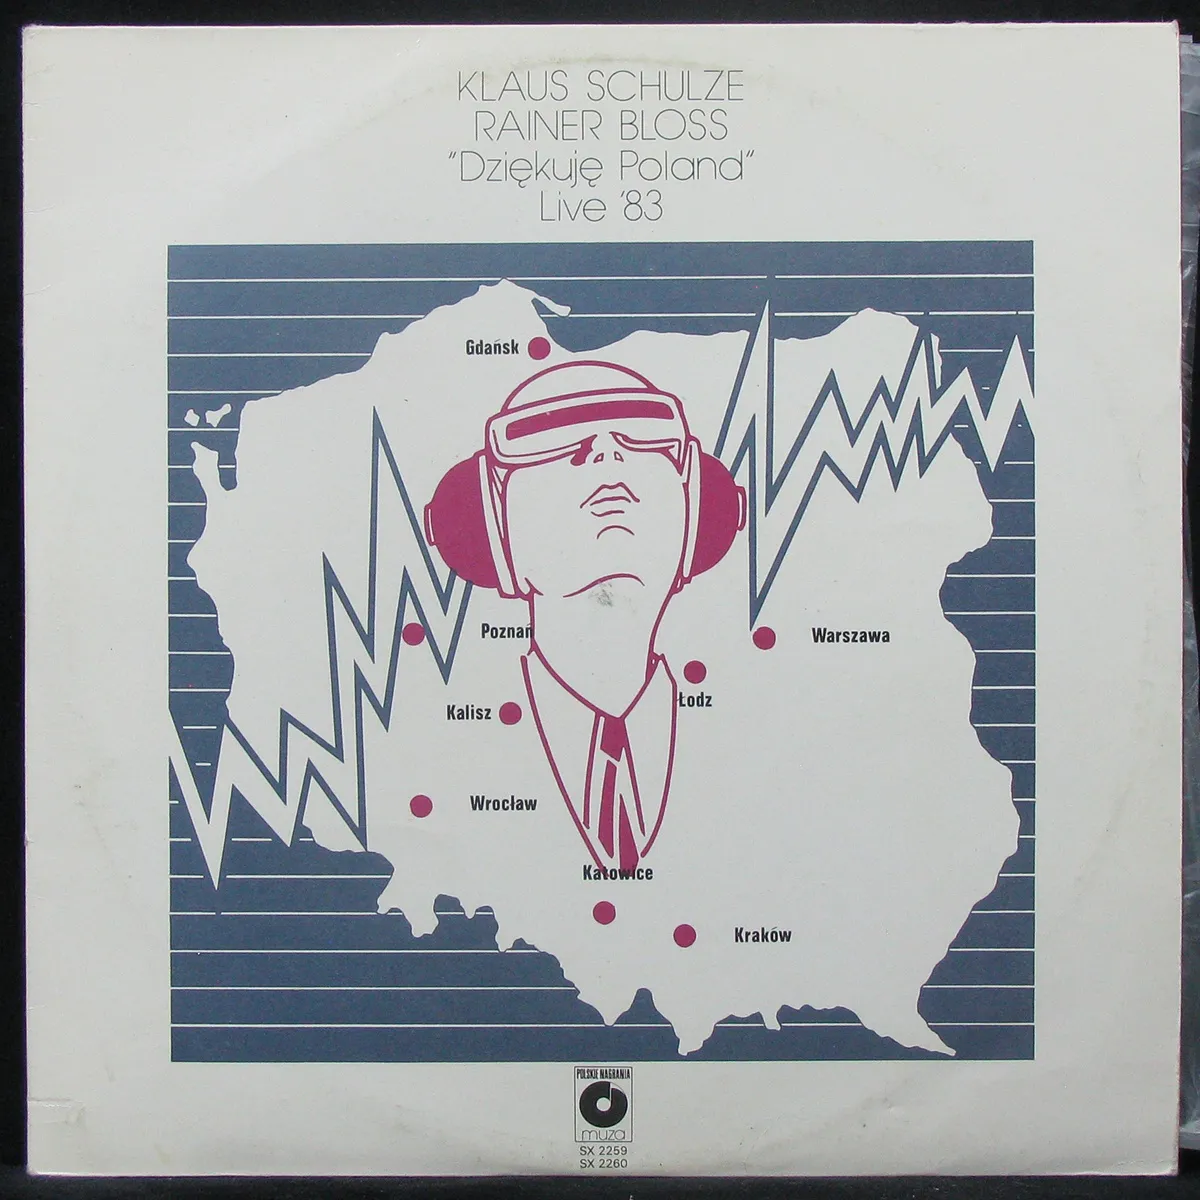 KLAUS SCHULZE
RAINER BLOSS
"Dziękuję Poland"
Live '83
Gdańsk
Poznań
Warszawa
Łodz
Kalisz
Wrocław
Katowice
Kraków
POLSKIE NAGRANIA
muza
SX 2259
SX 2260